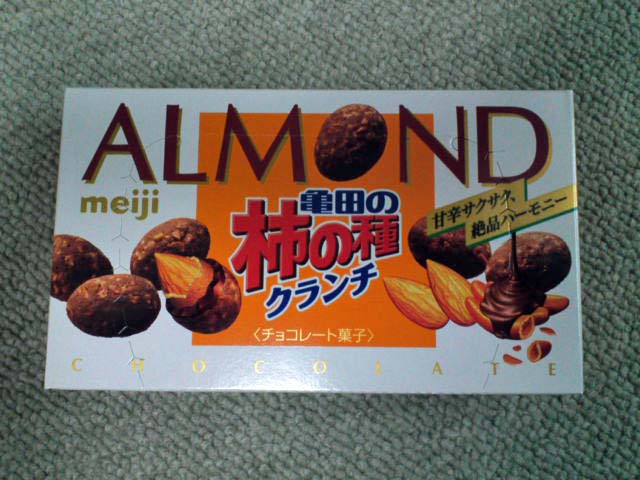 ALMOND
meiji
亀田の
柿の種
クランチ
甘辛サクサク、
絶品ハーモニー
〈チョコレート菓子〉
CHOCOLATE